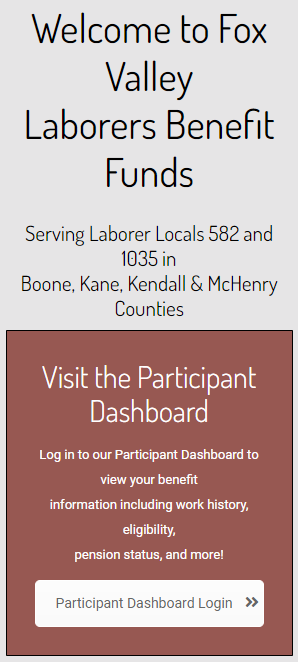 Welcome to Fox
Valley
Laborers Benefit
Funds
Serving Laborer Locals 582 and
1035 in
Boone, Kane, Kendall & McHenry
Counties
Visit the Participant
Dashboard
Log in to our Participant Dashboard to
view your benefit
information including work history,
eligibility,
pension status, and more!
Participant Dashboard Login »